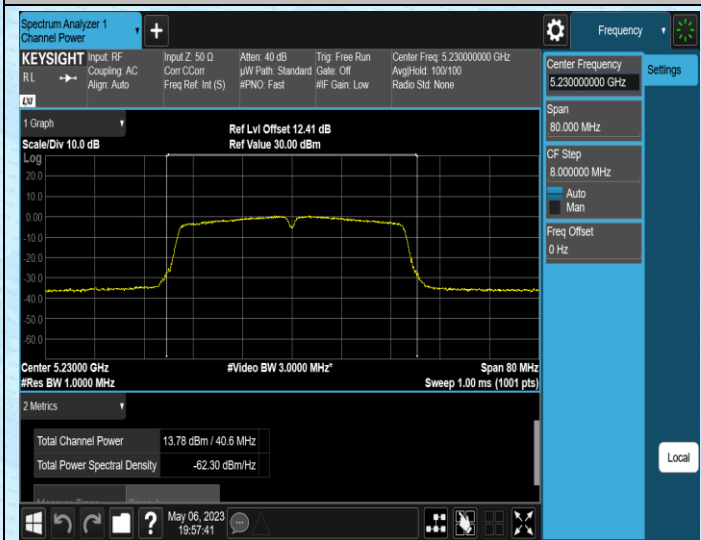 Spectrum Analyzer 1
Channel Power
+
Frequency
KEYSIGHT
RL
LXI
Input: RF
Coupling: AC
Align: Auto
Input Z: 50 Ω
Corr CCorr
Freq Ref: Int (S)
Atten: 40 dB
µW Path: Standard
#PNO: Fast
Trig: Free Run
Gate: Off
#IF Gain: Low
Center Freq: 5.230000000 GHz
Avg|Hold: 100/100
Radio Std: None
Center Frequency
5.230000000 GHz
Settings
Span
80.000 MHz
CF Step
8.000000 MHz
Auto
Man
Freq Offset
0 Hz
1 Graph
Scale/Div 10.0 dB
Ref Lvl Offset 12.41 dB
Ref Value 30.00 dBm
Log
20.0
10.0
0.00
-10.0
-20.0
-30.0
-40.0
-50.0
-60.0
Center 5.23000 GHz
#Video BW 3.0000 MHz*
Span 80 MHz
#Res BW 1.0000 MHz
Sweep 1.00 ms (1001 pts)
2 Metrics
Total Channel Power 13.78 dBm / 40.6 MHz
Total Power Spectral Density -62.30 dBm/Hz
Local
?
May 06, 2023
19:57:41